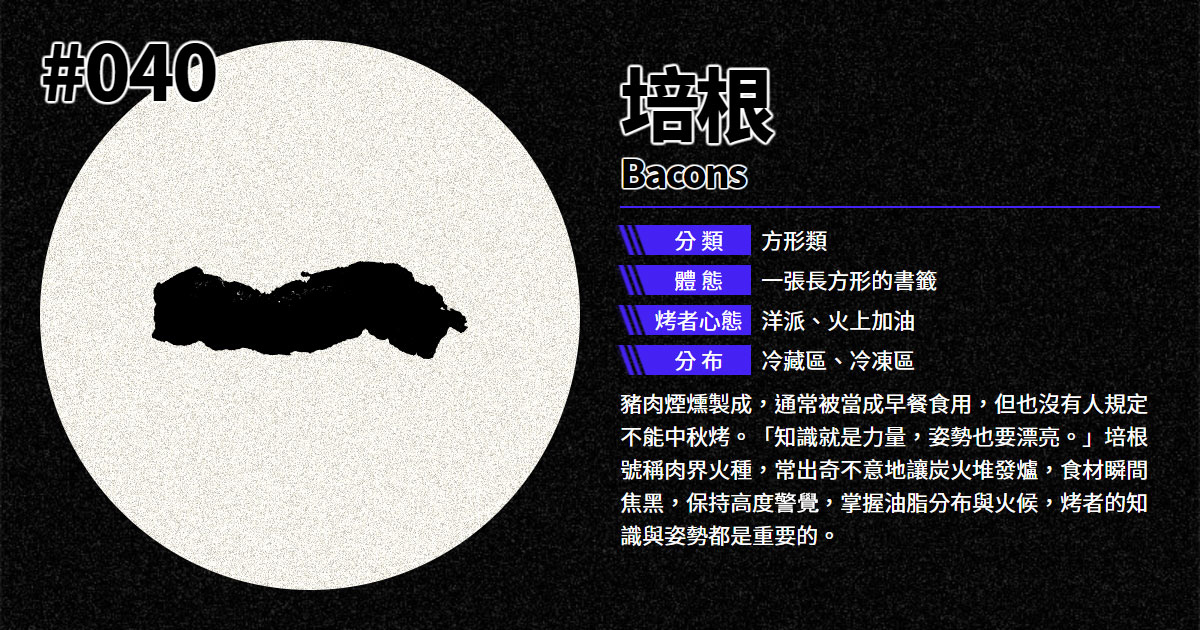 #040
培根
Bacons
分類 方形類
體態 一張長方形的書籤
烤者心態 洋派、火上加油
分布 冷藏區、冷凍區
豬肉煙燻製成，通常被當成早餐食用，但也沒有人規定
不能中秋烤。「知識就是力量，姿勢也要漂亮。」培根
號稱肉界火種，常出奇不意地讓炭火堆發爐，食材瞬間
焦黑，保持高度警覺，掌握油脂分布與火候，烤者的知
識與姿勢都是重要的。